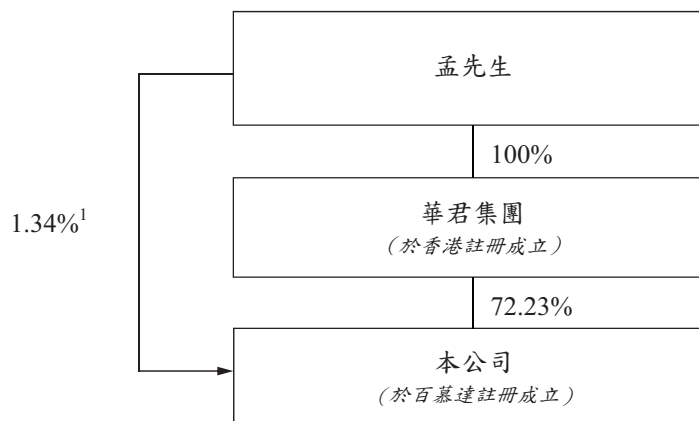 孟先生
100%
1.34%1
華君集團
（於香港註冊成立）
72.23%
本公司
（於百慕達註冊成立）